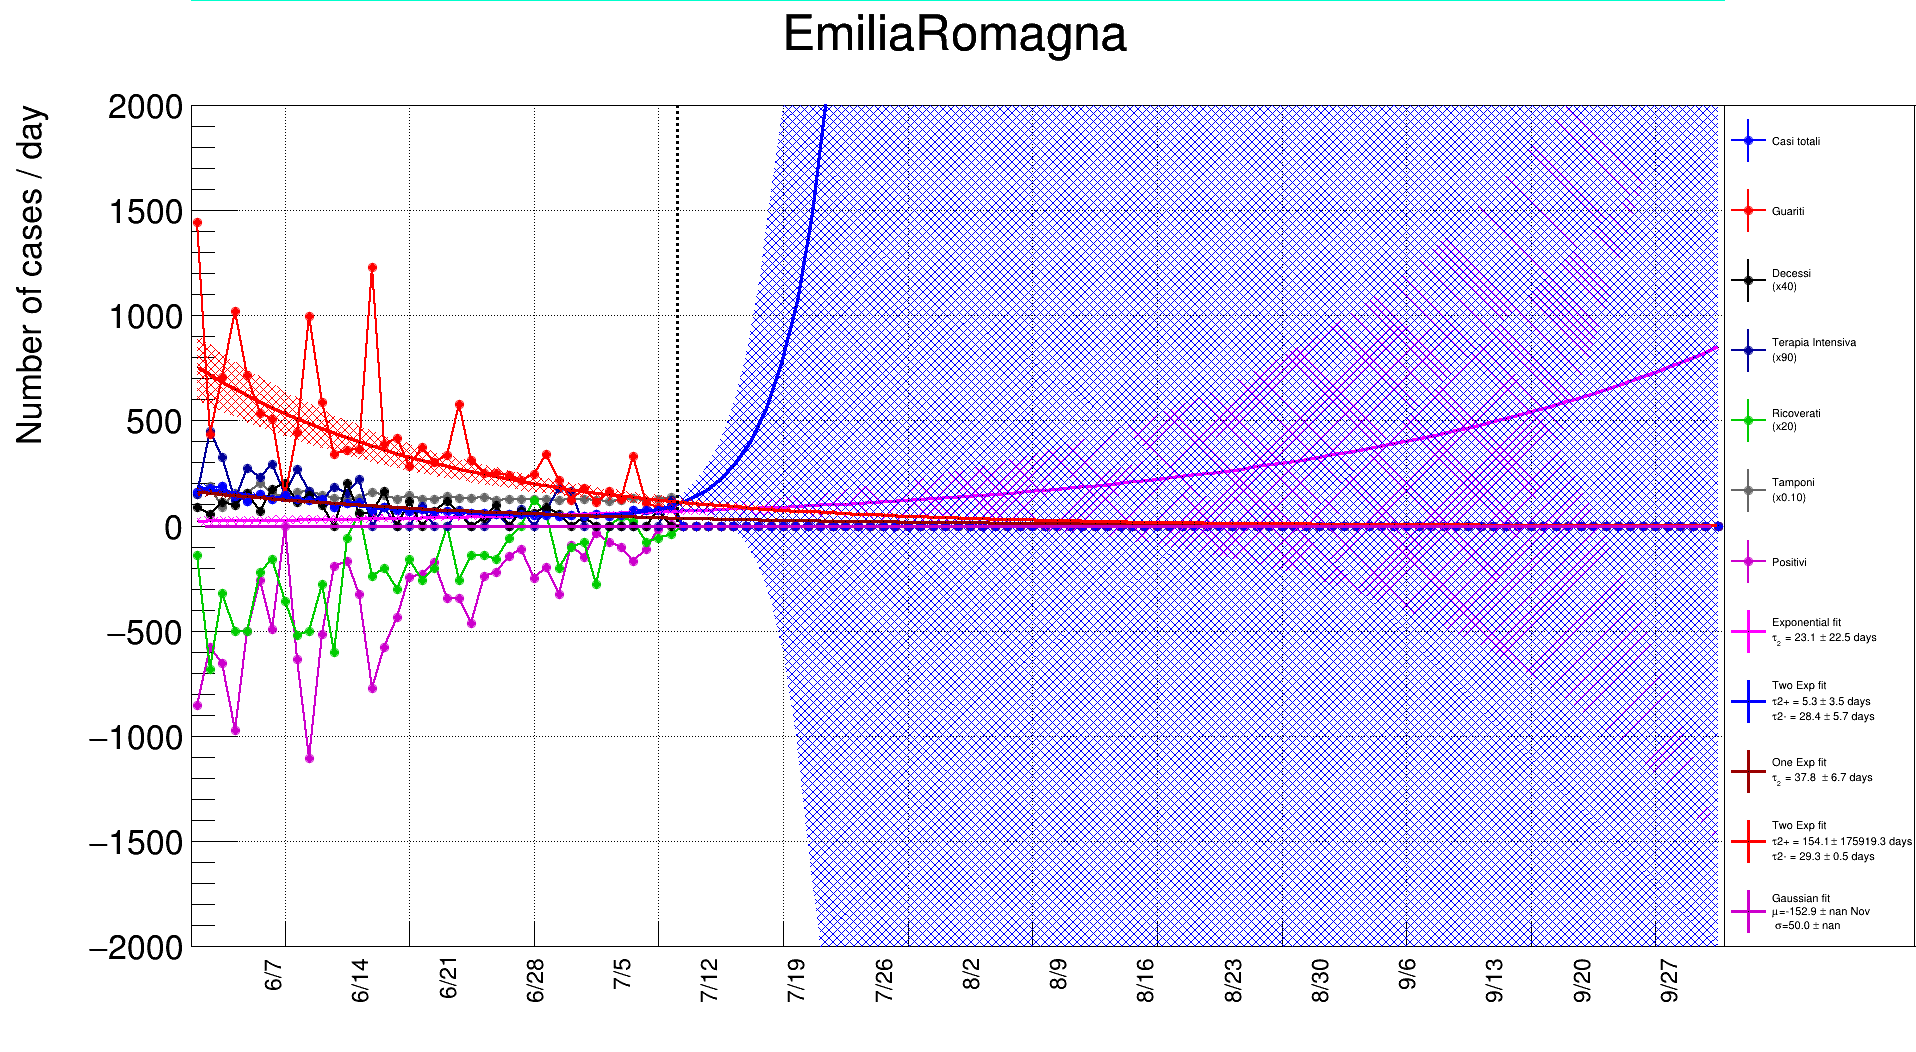 EmiliaRomagna
Number of cases / day
2000
1500
1000
500
0
−500
−1000
−1500
−2000
6/7
6/14
6/21
6/28
7/5
7/12
7/19
7/26
8/2
8/9
8/16
8/23
8/30
9/6
9/13
9/20
9/27
Casi totali
Guariti
Decessi
(x40)
Terapia Intensiva
(x90)
Ricoverati
(x20)
Tamponi
(x0.10)
Positivi
Exponential fit
τ2 = 23.1 ± 22.5 days
Two Exp fit
τ2+ = 5.3 ± 3.5 days
τ2- = 28.4 ± 5.7 days
One Exp fit
τ2 = 37.8 ± 6.7 days
Two Exp fit
τ2+ = 154.1 ± 175919.3 days
τ2- = 29.3 ± 0.5 days
Gaussian fit
μ=-152.9 ± nan Nov
σ=50.0 ± nan